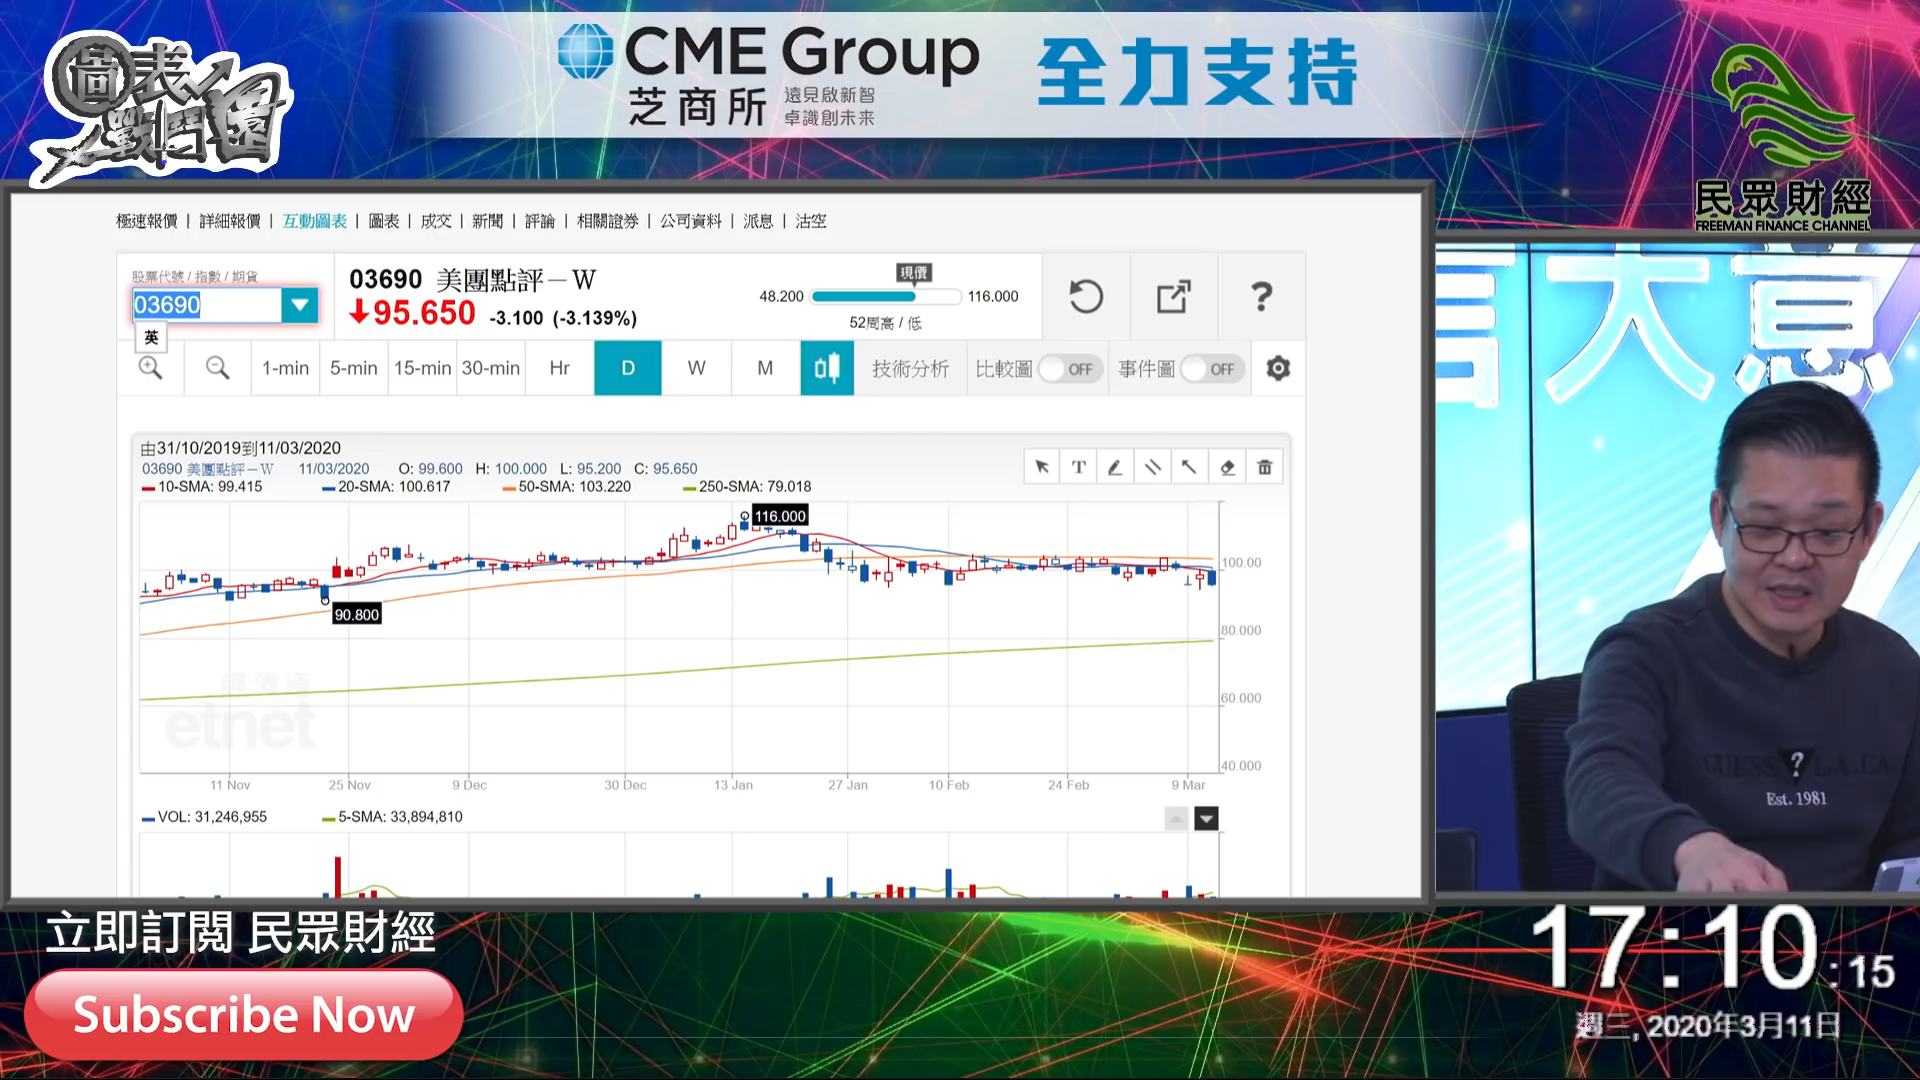 圖表戰鬥團
CME Group
芝商所
遠見啟新智
卓識創未來
全力支持
民眾財經
FREEMAN FINANCE CHANNEL
極速報價 | 詳細報價 | 互動圖表 | 圖表 | 成交 | 新聞 | 評論 | 相關證券 | 公司資料 | 派息 | 沽空
股票代號 / 指數 / 期貨
03690
英
03690 美團點評－W
95.650 -3.100 (-3.139%)
現價
48.200 116.000
52周高 / 低
?
1-min 5-min 15-min 30-min Hr D W M 技術分析 比較圖 OFF 事件圖 OFF
由31/10/2019到11/03/2020
03690 美團點評－W 11/03/2020 O: 99.600 H: 100.000 L: 95.200 C: 95.650
T
10-SMA: 99.415 20-SMA: 100.617 50-SMA: 103.220 250-SMA: 79.018
116.000
90.800
100.00
80.000
60.000
40.000
經濟通
etnet
11 Nov 25 Nov 9 Dec 30 Dec 13 Jan 27 Jan 10 Feb 24 Feb 9 Mar
VOL: 31,246,955 5-SMA: 33,894,810
信大意
GUESS ? L.A.CA
Est. 1981
立即訂閱 民眾財經
Subscribe Now
17:10:15
週三, 2020年3月11日